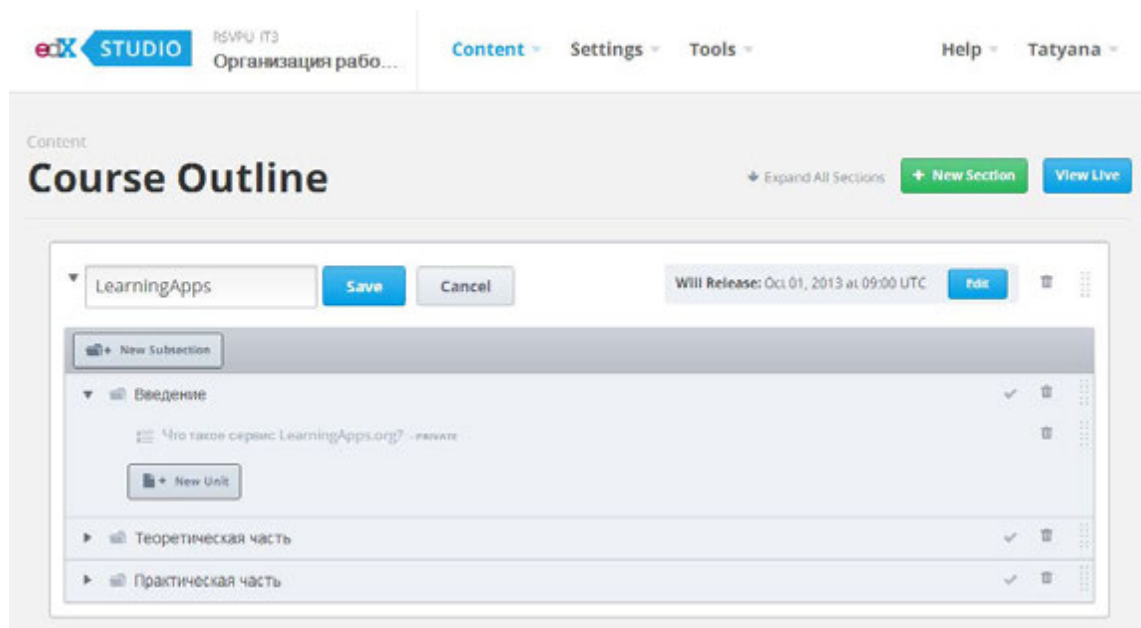 edX STUDIO
RSVPU IT3
Организация рабо...
Content Settings Tools Help Tatyana
Content
Course Outline
Expand All Sections + New Section View Live
LearningApps Save Cancel Will Release: Oct 01, 2013 at 09:00 UTC Edit
+ New Subsection
Введение
Что такое сервис LearningApps.org? - PRIVATE
+ New Unit
Теоретическая часть
Практическая часть